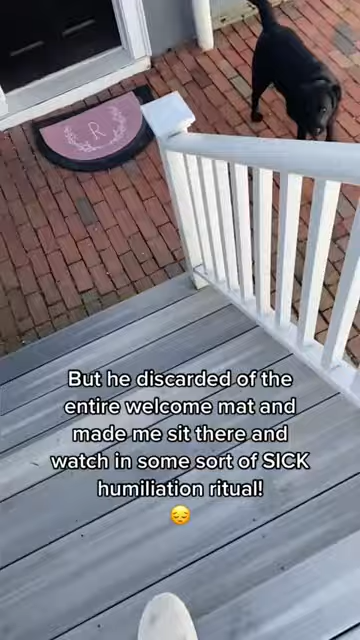 R
But he discarded of the
entire welcome mat and
made me sit there and
watch in some sort of SICK
humiliation ritual!
😔